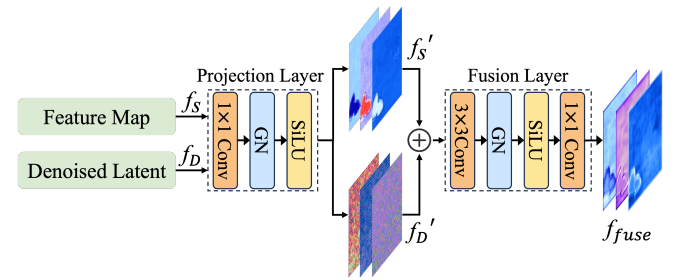 Projection Layer
Fusion Layer
Feature Map
f_S
Denoised Latent
f_D
1×1 Conv
GN
SiLU
f_S′
f_D′
+
3×3Conv
GN
SiLU
1×1 Conv
f_fuse